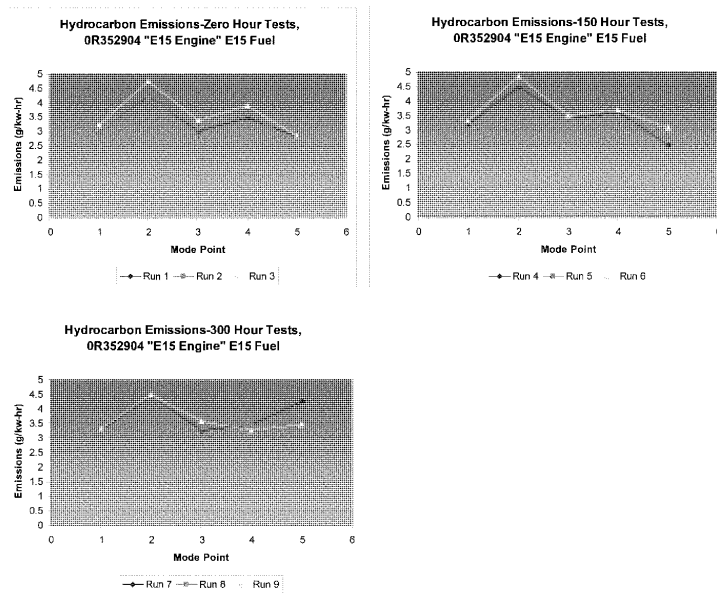 Hydrocarbon Emissions-Zero Hour Tests,
0R352904 "E15 Engine" E15 Fuel
Emissions (g/kw-hr)
5
4.5
4
3.5
3
2.5
2
1.5
1
0.5
0
0 1 2 3 4 5 6
Mode Point
Run 1 Run 2 Run 3
Hydrocarbon Emissions-150 Hour Tests,
0R352904 "E15 Engine" E15 Fuel
Emissions (g/kw-hr)
5
4.5
4
3.5
3
2.5
2
1.5
1
0.5
0
0 1 2 3 4 5 6
Mode Point
Run 4 Run 5 Run 6
Hydrocarbon Emissions-300 Hour Tests,
0R352904 "E15 Engine" E15 Fuel
Emissions (g/kw-hr)
5
4.5
4
3.5
3
2.5
2
1.5
1
0.5
0
0 1 2 3 4 5 6
Mode Point
Run 7 Run 8 Run 9